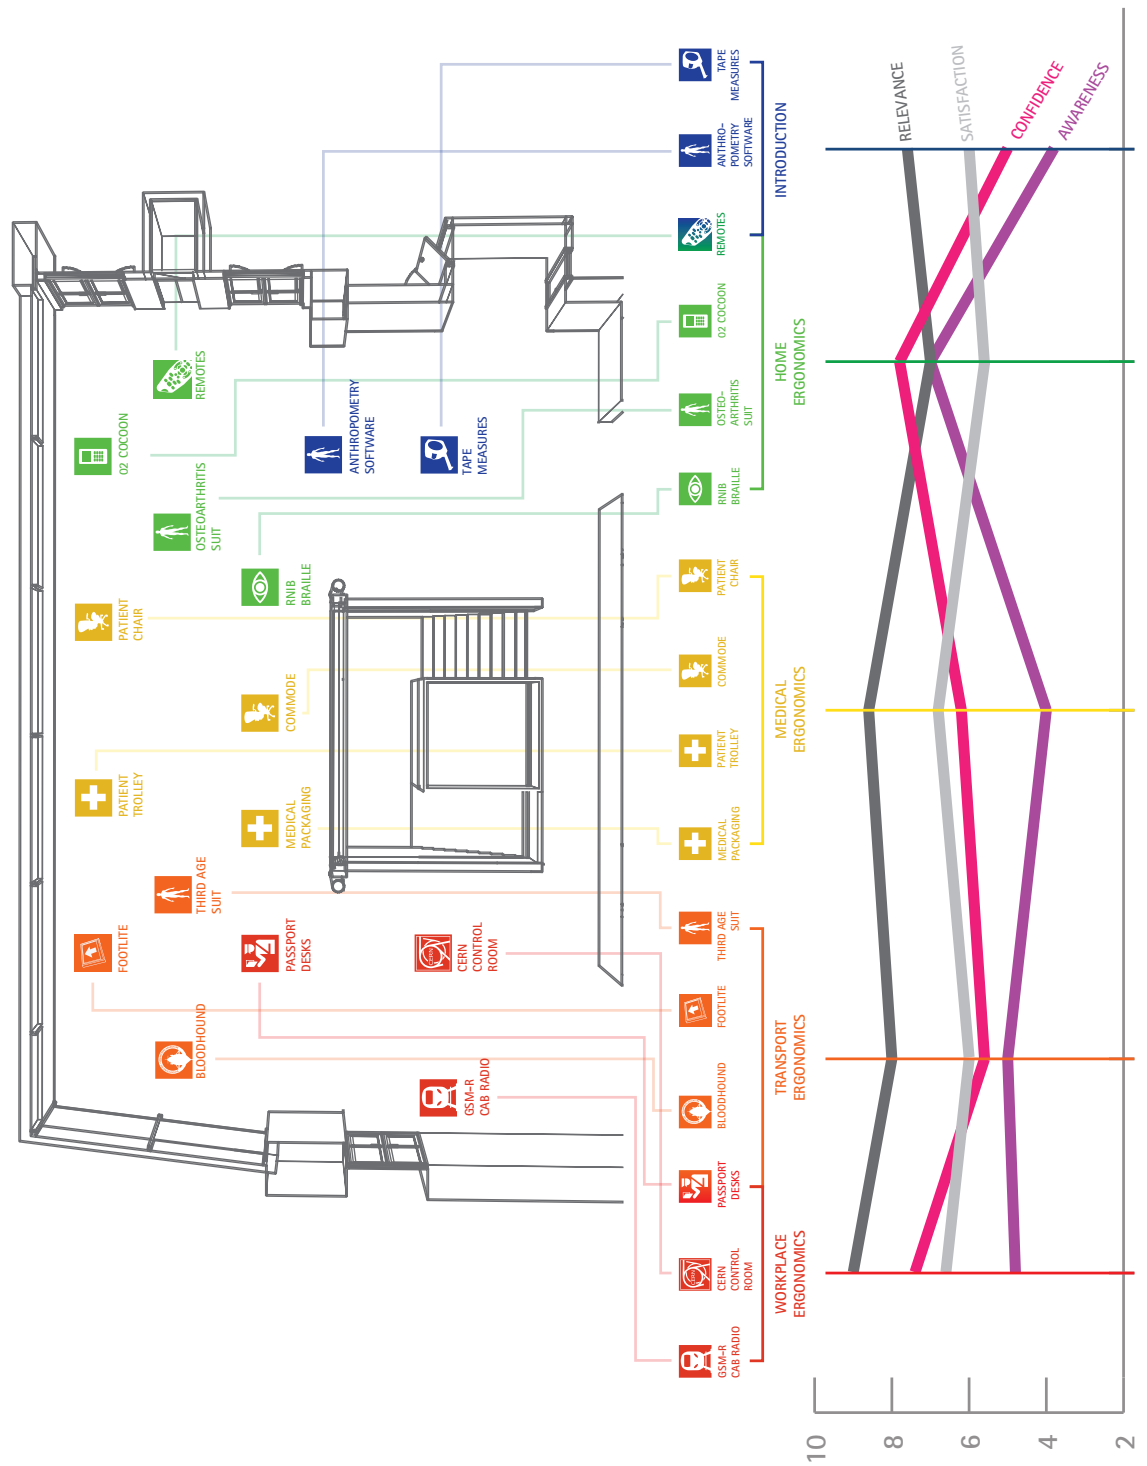 FOOTLITE
PATIENT
TROLLEY
PATIENT
CHAIR
O2 COCOON
BLOODHOUND
THIRD AGE
SUIT
OSTEOARTHRITIS
SUIT
REMOTES
PASSPORT
DESKS
MEDICAL
PACKAGING
COMMODE
RNIB
BRAILLE
ANTHROPOMETRY
SOFTWARE
GSM-R
CAB RADIO
CERN
CERN
CONTROL
ROOM
TAPE
MEASURES
GSM-R
CAB RADIO
CERN
CERN
CONTROL
ROOM
PASSPORT
DESKS
BLOODHOUND
FOOTLITE
THIRD AGE
SUIT
MEDICAL
PACKAGING
PATIENT
TROLLEY
COMMODE
PATIENT
CHAIR
RNIB
BRAILLE
OSTEO-
ARTHRITIS
SUIT
O2 COCOON
REMOTES
ANTHRO-
POMETRY
SOFTWARE
TAPE
MEASURES
WORKPLACE
ERGONOMICS
TRANSPORT
ERGONOMICS
MEDICAL
ERGONOMICS
HOME
ERGONOMICS
INTRODUCTION
10
8
6
4
2
RELEVANCE
SATISFACTION
CONFIDENCE
AWARENESS